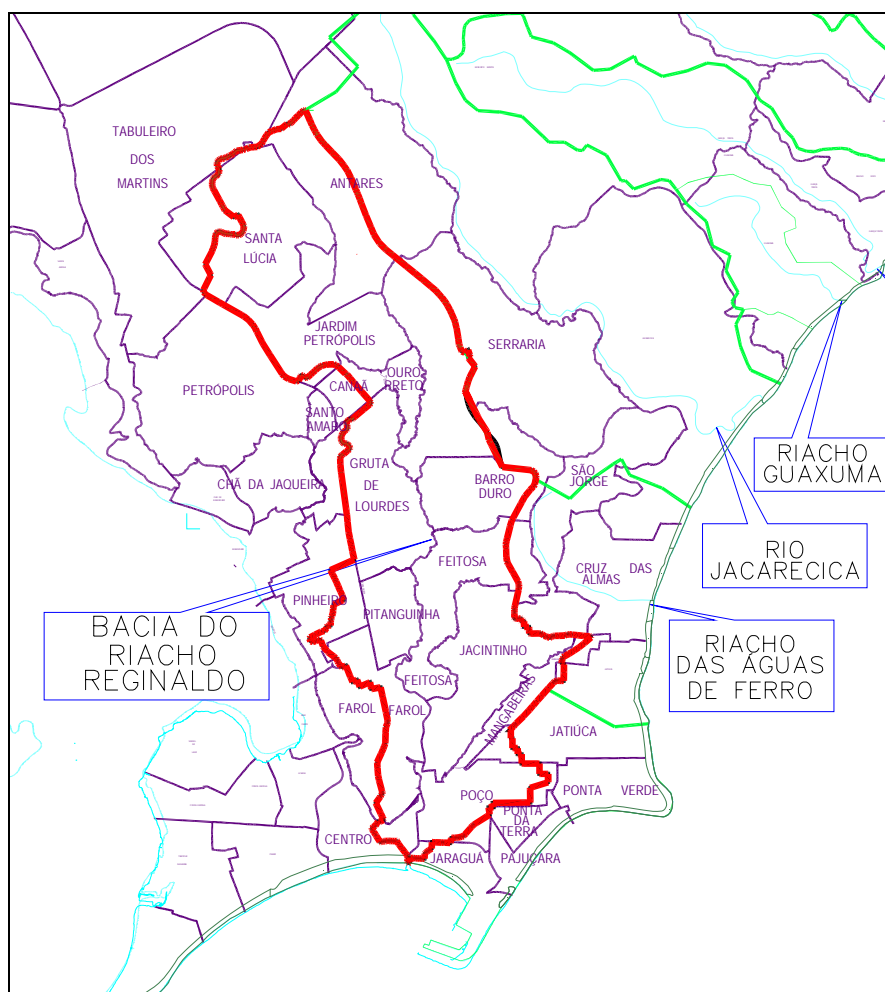 TABULEIRO
DOS
MARTINS
ANTARES
SANTA
LÚCIA
JARDIM
PETRÓPOLIS
SERRARIA
PETRÓPOLIS
CANAÃ
OURO
PRETO
SANTO
AMARO
GRUTA
DE
LOURDES
CHÃ DA JAQUEIRA
BARRO
DURO
SÃO
JORGE
RIACHO
GUAXUMA
RIO
JACARECICA
FEITOSA
CRUZ DAS
ALMAS
PINHEIRO
PITANGUINHA
BACIA DO
RIACHO
REGINALDO
JACINTINHO
RIACHO
DAS ÁGUAS
DE FERRO
FEITOSA
FAROL
FAROL
MANGABEIRAS
JATIÚCA
POÇO
PONTA VERDE
PONTA
DA
TERRA
CENTRO
JARAGUÁ
PAJUÇARA